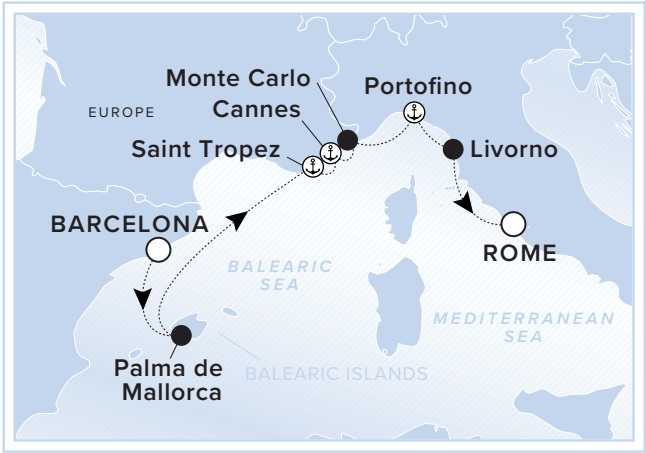 Monte Carlo
Portofino
Cannes
EUROPE
Saint Tropez
Livorno
BARCELONA
ROME
BALEARIC
SEA
MEDITERRANEAN
SEA
Palma de
Mallorca
BALEARIC ISLANDS